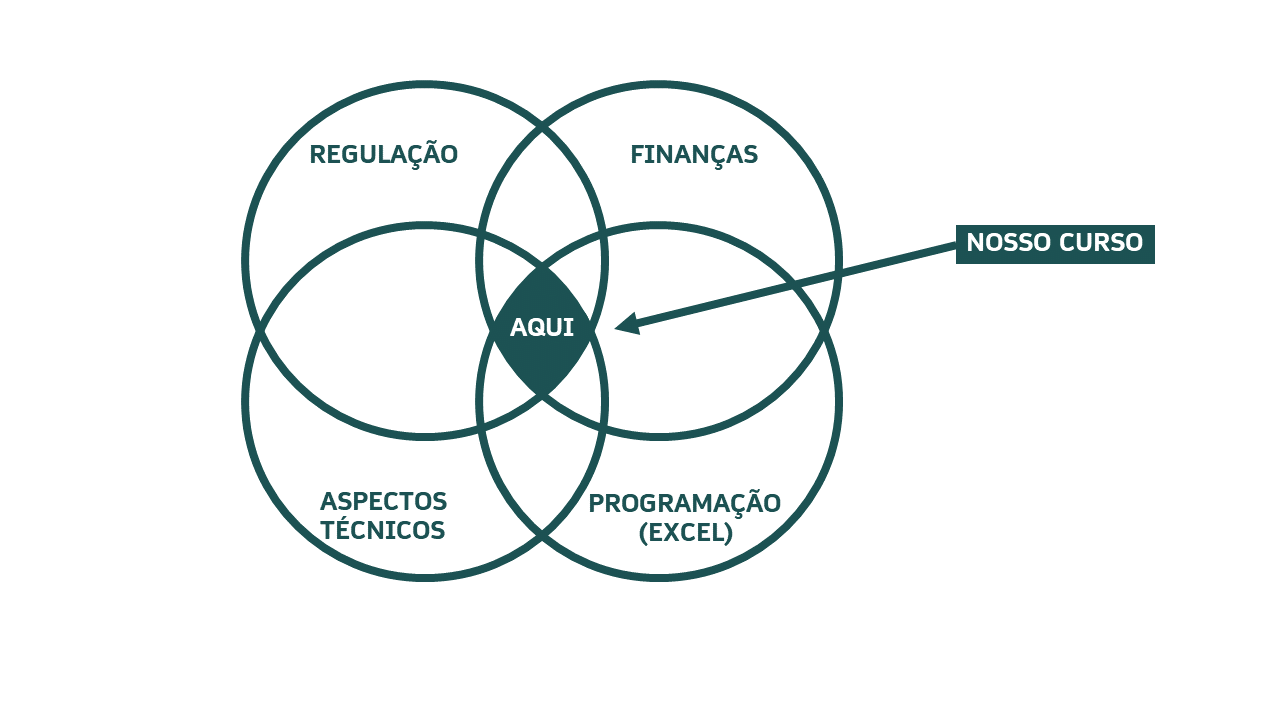 REGULAÇÃO
FINANÇAS
NOSSO CURSO
AQUI
ASPECTOS
TÉCNICOS
PROGRAMAÇÃO
(EXCEL)